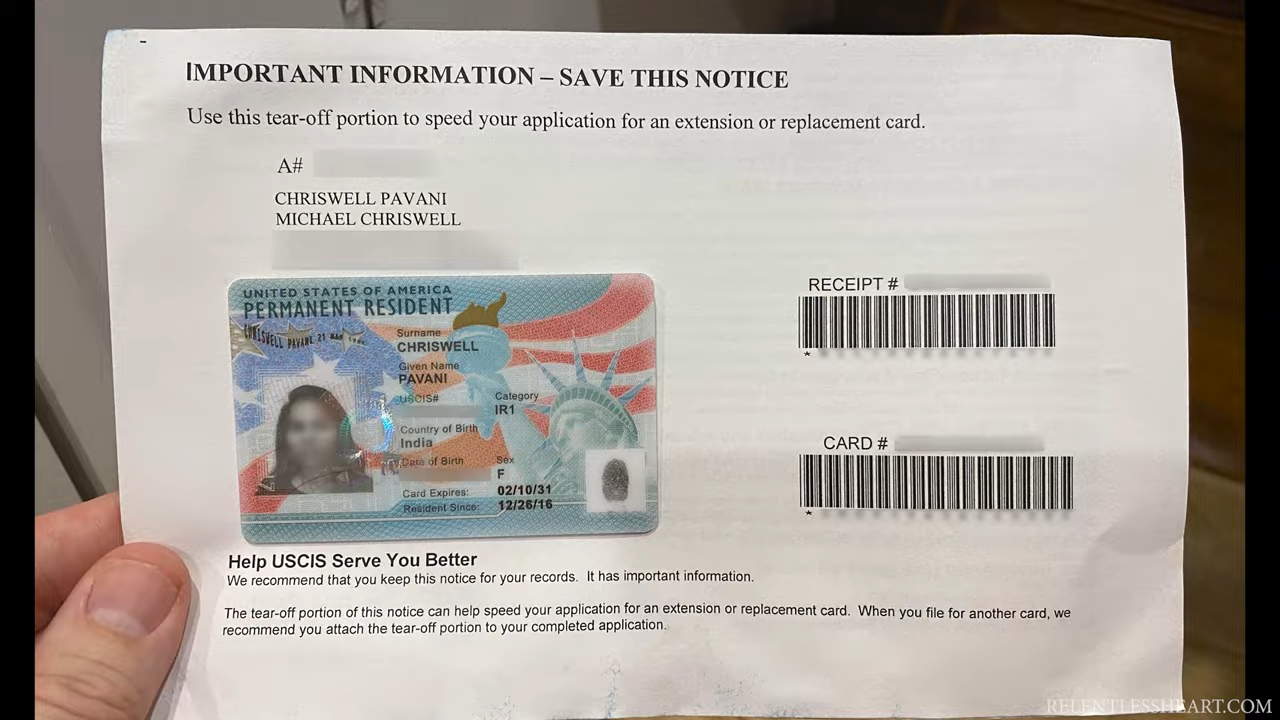 IMPORTANT INFORMATION – SAVE THIS NOTICE
Use this tear-off portion to speed your application for an extension or replacement card.
A#
CHRISWELL PAVANI
MICHAEL CHRISWELL
UNITED STATES OF AMERICA
PERMANENT RESIDENT
Surname
CHRISWELL
Given Name
PAVANI
USCIS#
Category
IR1
Country of Birth
India
Date of Birth
Sex
F
Card Expires: 02/10/31
Resident Since: 12/26/16
RECEIPT #
*
CARD #
*
Help USCIS Serve You Better
We recommend that you keep this notice for your records. It has important information.
The tear-off portion of this notice can help speed your application for an extension or replacement card. When you file for another card, we
recommend you attach the tear-off portion to your completed application.
RELENTLESSHEART.COM